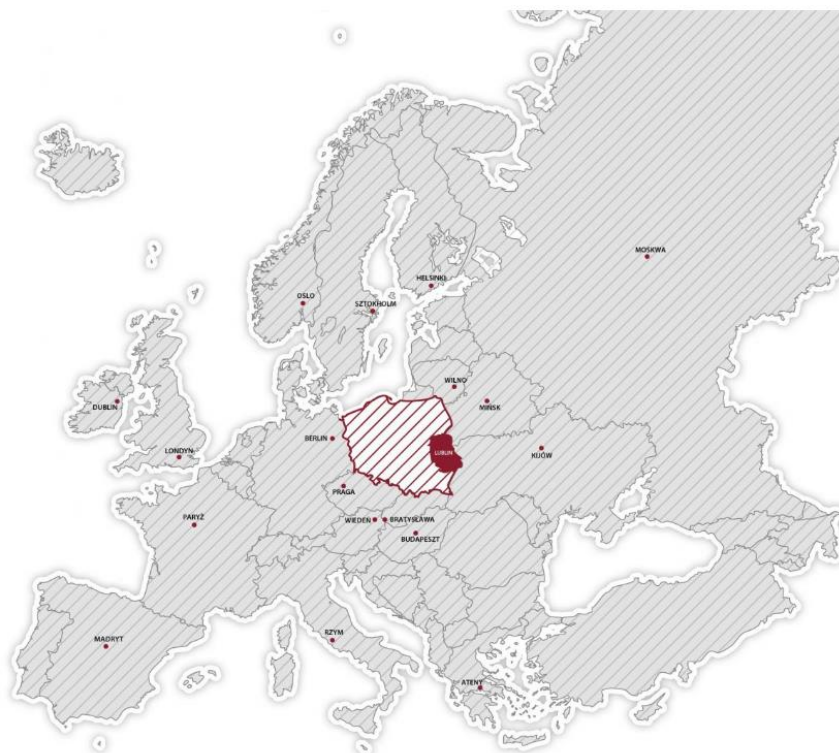 MOSKWA
HELSINKI
OSLO
SZTOKHOLM
WILNO
MIŃSK
DUBLIN
BERLIN
LONDYN
LUBLIN
KIJÓW
PRAGA
PARYŻ
WIEDEŃ
BRATYSŁAWA
BUDAPESZT
RZYM
MADRYT
ATENY